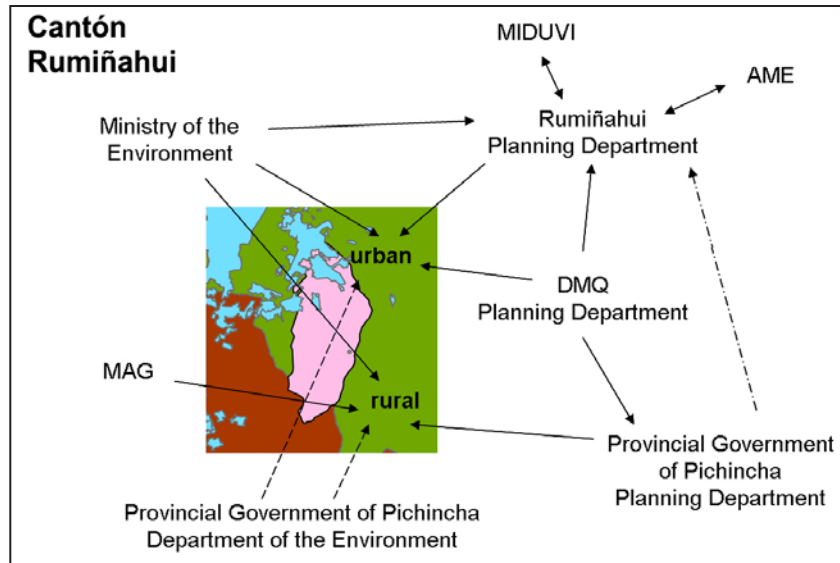 Cantón
Rumiñahui
MIDUVI
AME
Ministry of the
Environment
Rumiñahui
Planning Department
urban
DMQ
Planning Department
MAG
rural
Provincial Government
of Pichincha
Planning Department
Provincial Government of Pichincha
Department of the Environment